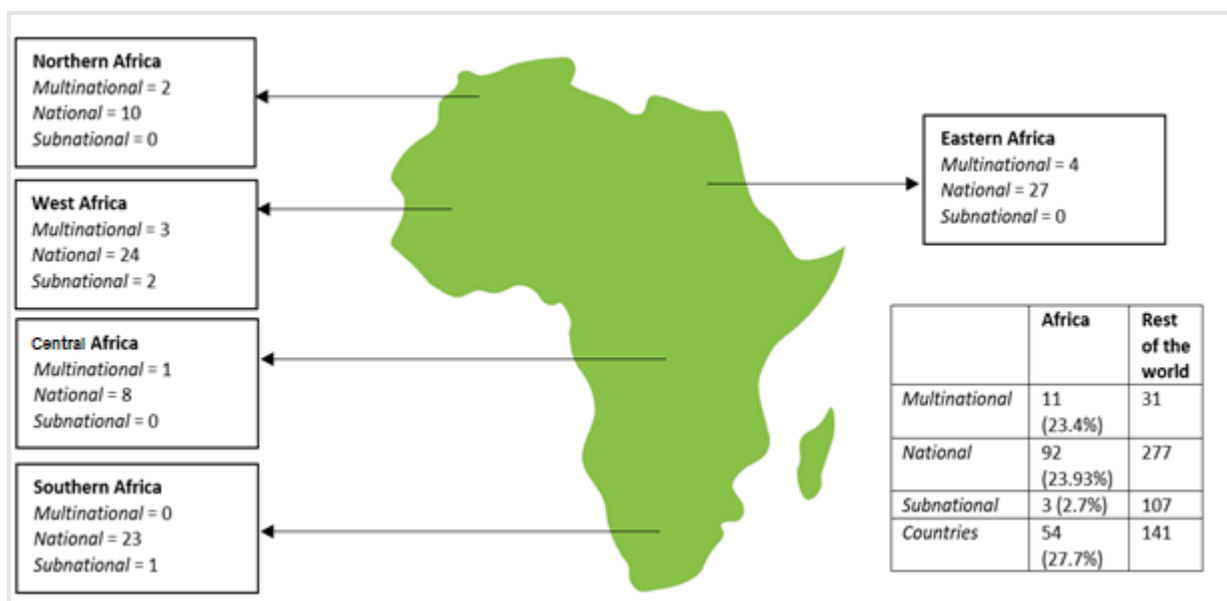 Northern Africa
Multinational = 2
National = 10
Subnational = 0
West Africa
Multinational = 3
National = 24
Subnational = 2
Central Africa
Multinational = 1
National = 8
Subnational = 0
Southern Africa
Multinational = 0
National = 23
Subnational = 1
Eastern Africa
Multinational = 4
National = 27
Subnational = 0
Africa Rest
of the
world
Multinational 11 31
(23.4%)
National 92 277
(23.93%)
Subnational 3 (2.7%) 107
Countries 54 141
(27.7%)